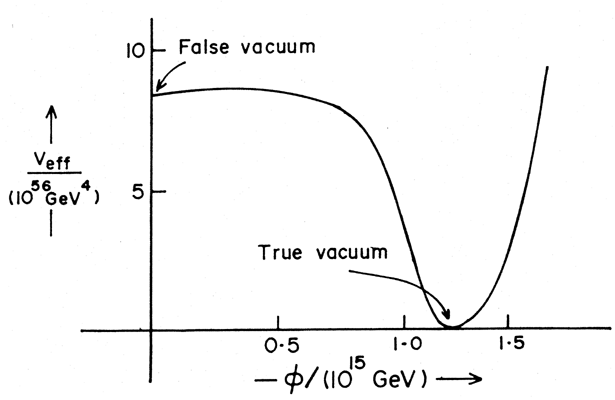 10
False vacuum
Veff
(10^56 GeV^4)
5
True vacuum
0·5
1·0
1·5
— ϕ/(10^15 GeV) →